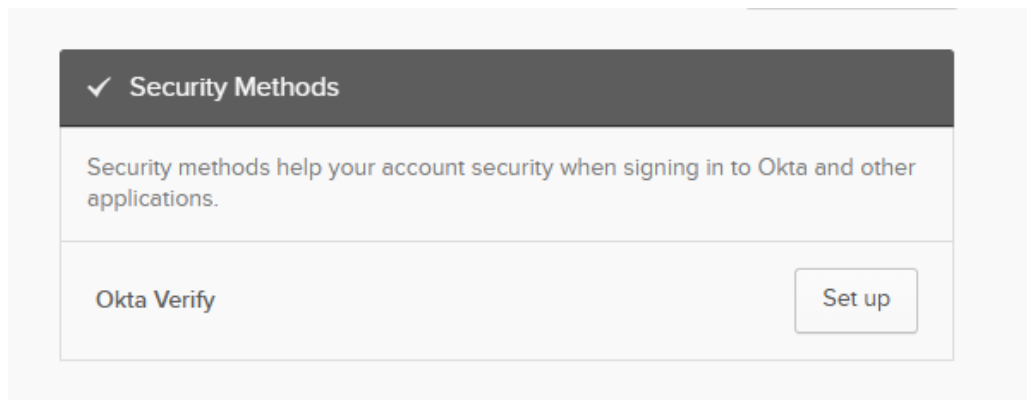 Security Methods
Security methods help your account security when signing in to Okta and other
applications.
Okta Verify
Set up